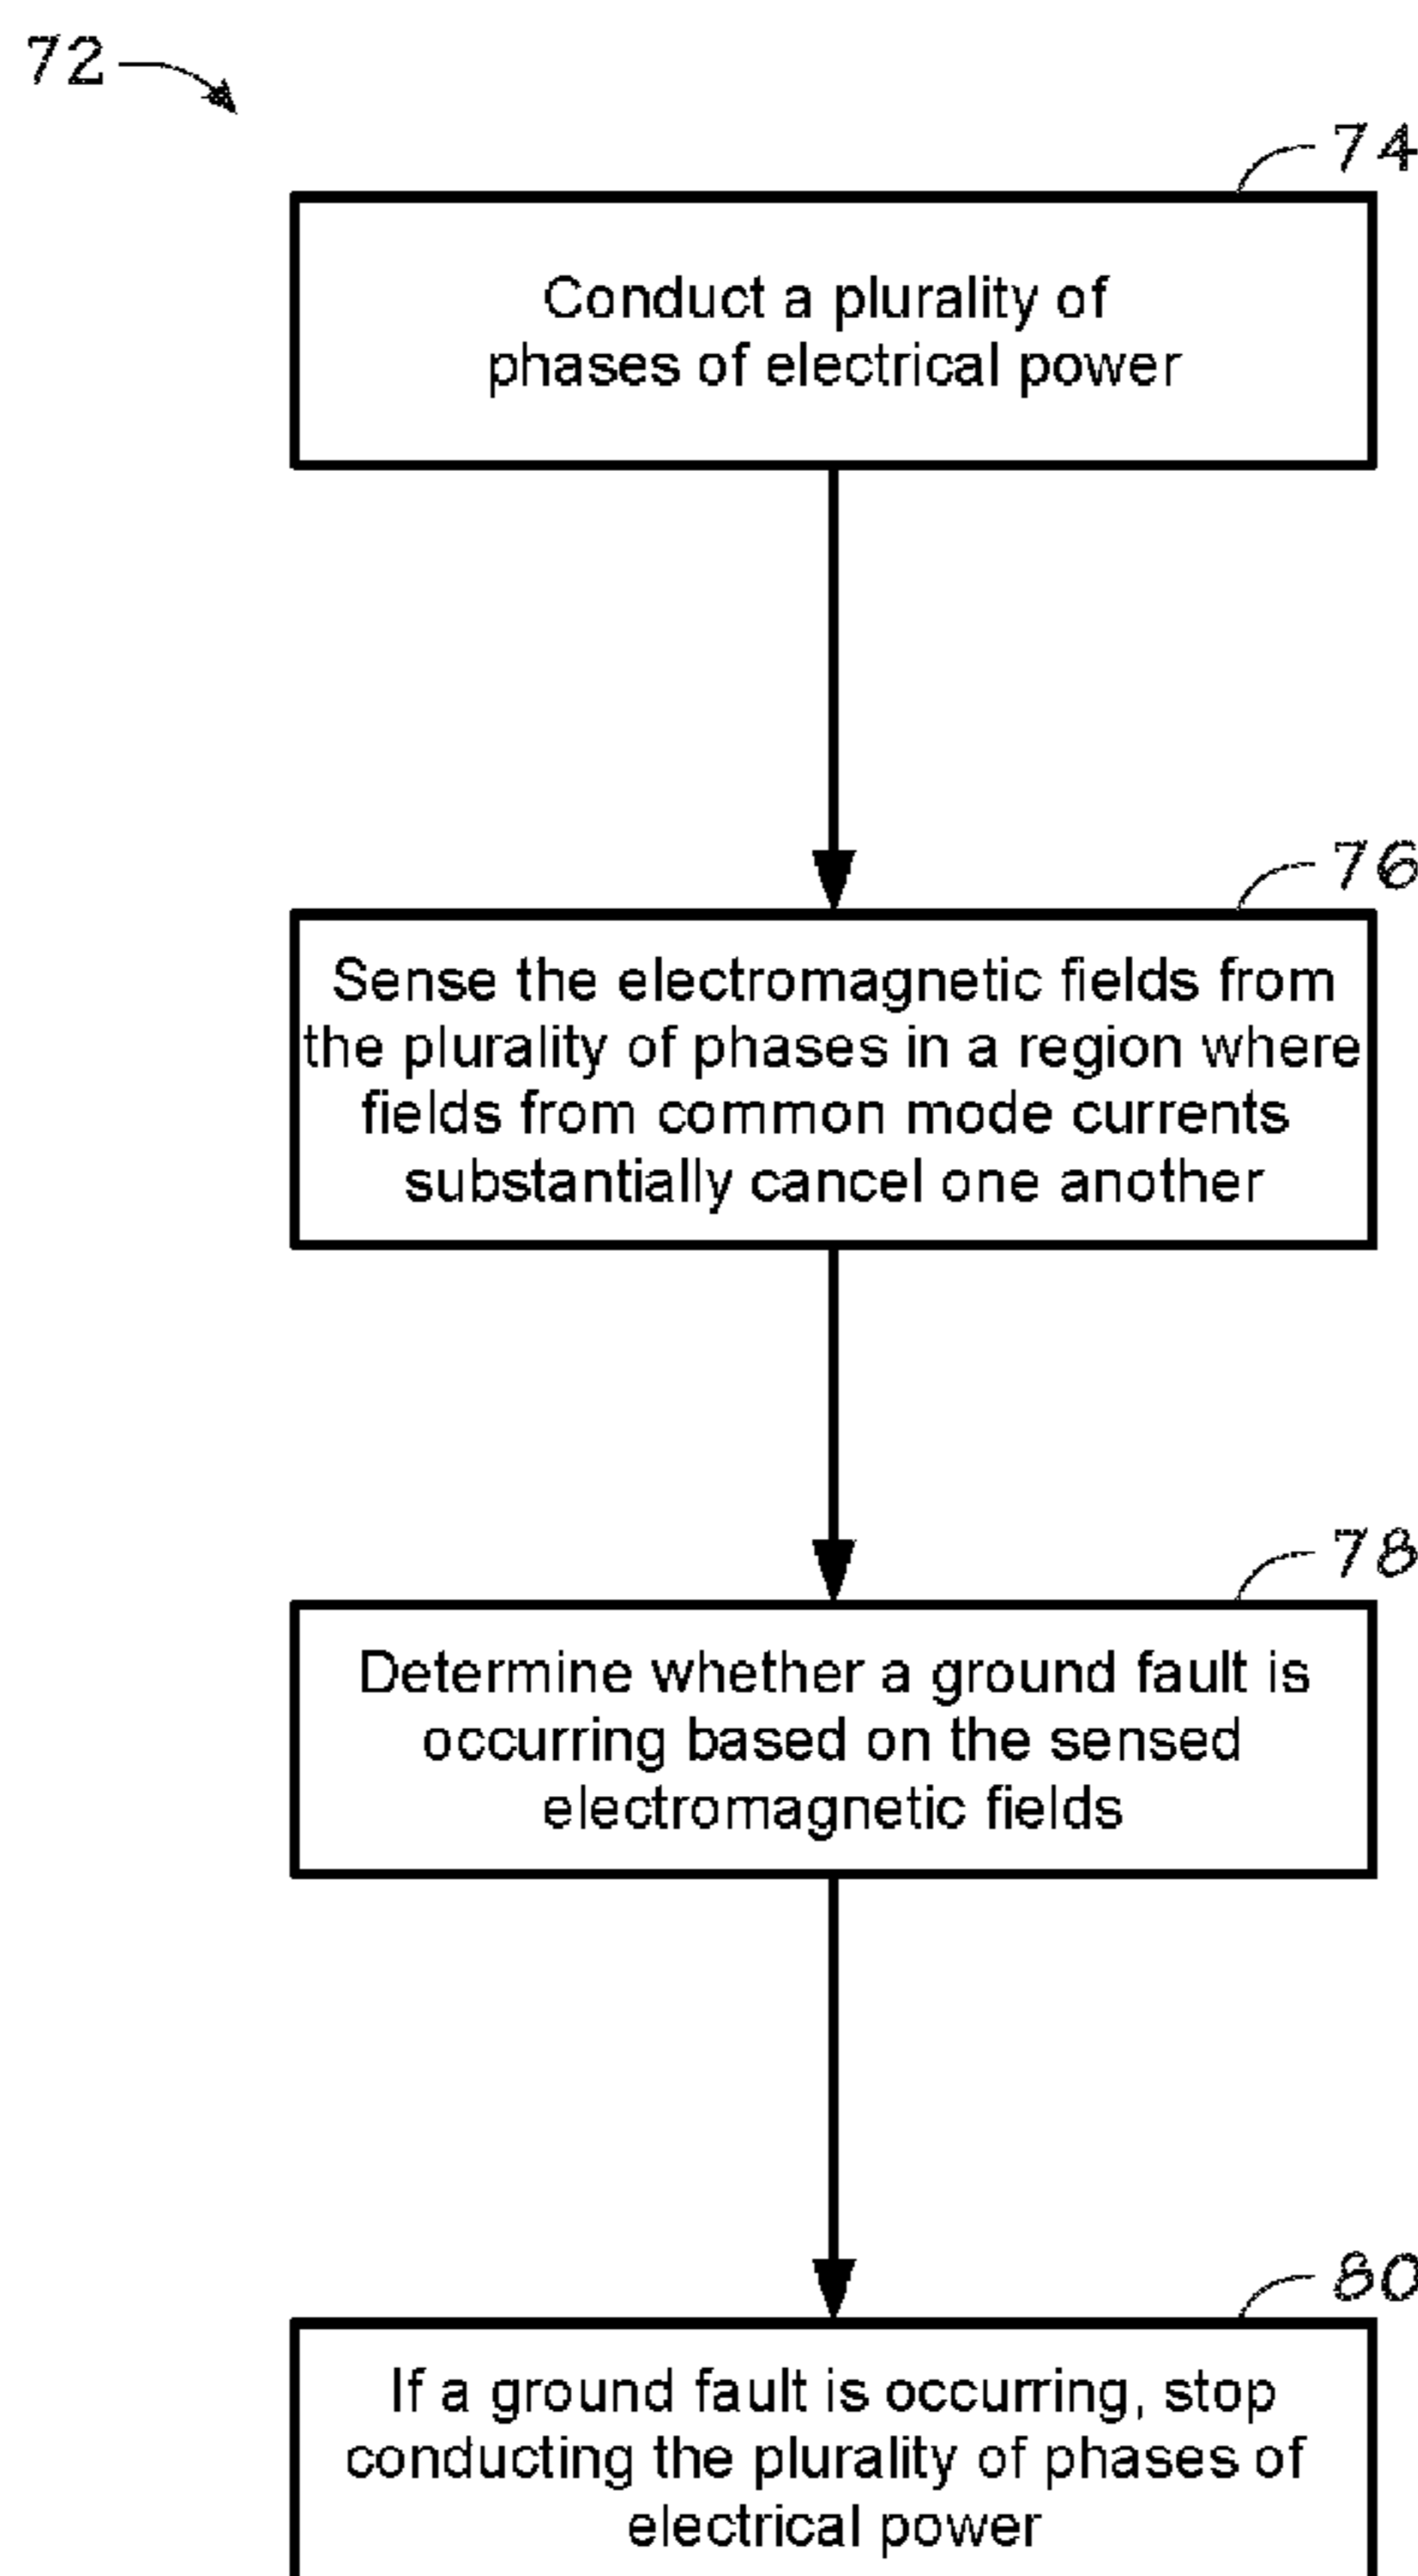 72
74
Conduct a plurality of
phases of electrical power
76
Sense the electromagnetic fields from
the plurality of phases in a region where
fields from common mode currents
substantially cancel one another
78
Determine whether a ground fault is
occurring based on the sensed
electromagnetic fields
80
If a ground fault is occurring, stop
conducting the plurality of phases of
electrical power